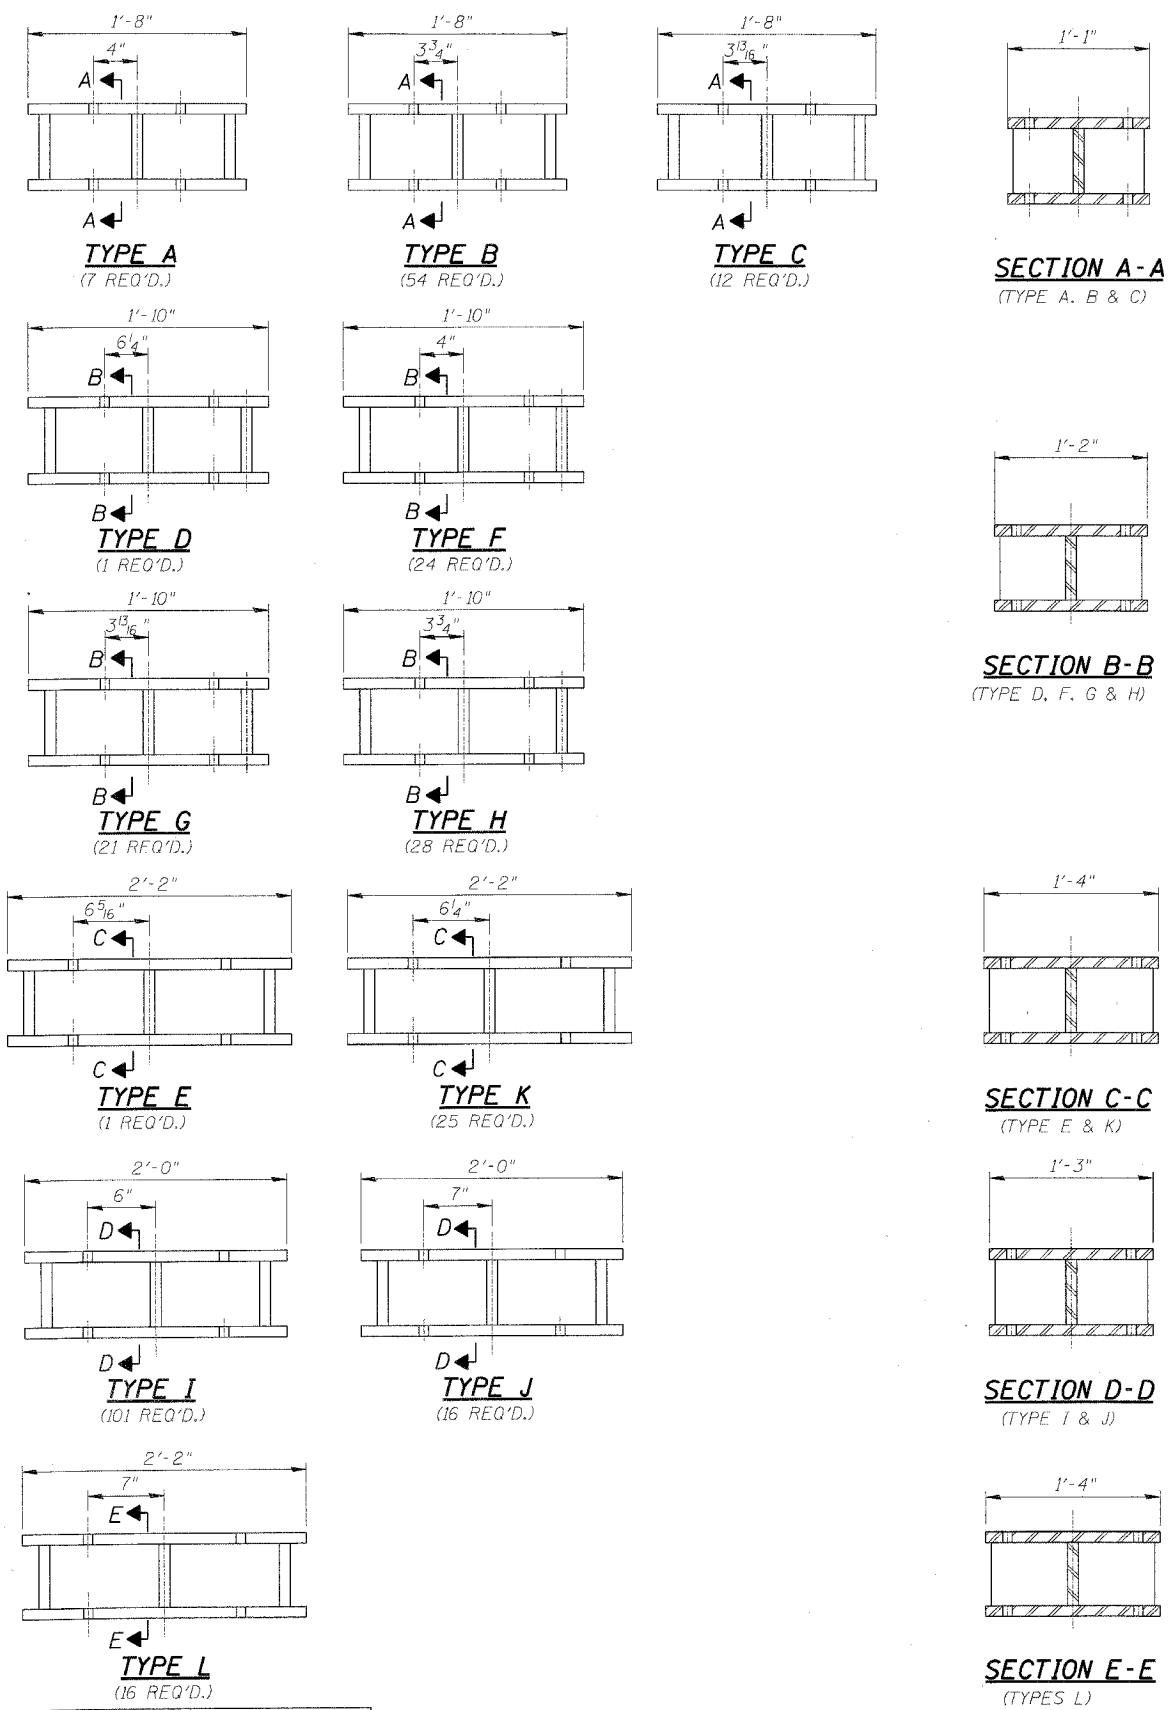 1'-8" 1'-8" 1'-8" 1'-1"
4" 3 3/4" 3 13/16"
A A A
A A A
TYPE A TYPE B TYPE C SECTION A-A
(7 REQ'D.) (54 REQ'D.) (12 REQ'D.) (TYPE A, B & C)
1'-10" 1'-10"
6 1/4" 4"
B B 1'-2"
B B
TYPE D TYPE F
(1 REQ'D.) (24 REQ'D.)
1'-10" 1'-10"
3 13/16" 3 3/4"
B B SECTION B-B
(TYPE D, F, G & H)
B B
TYPE G TYPE H
(21 REQ'D.) (28 REQ'D.)
2'-2" 2'-2" 1'-4"
6 5/16" 6 1/4"
C C
C C
TYPE E TYPE K SECTION C-C
(1 REQ'D.) (25 REQ'D.) (TYPE E & K)
2'-0" 2'-0" 1'-3"
6" 7"
D D
D D
TYPE I TYPE J SECTION D-D
(101 REQ'D.) (16 REQ'D.) (TYPE I & J)
2'-2" 1'-4"
7"
E
E
TYPE L SECTION E-E
(16 REQ'D.) (TYPES L)